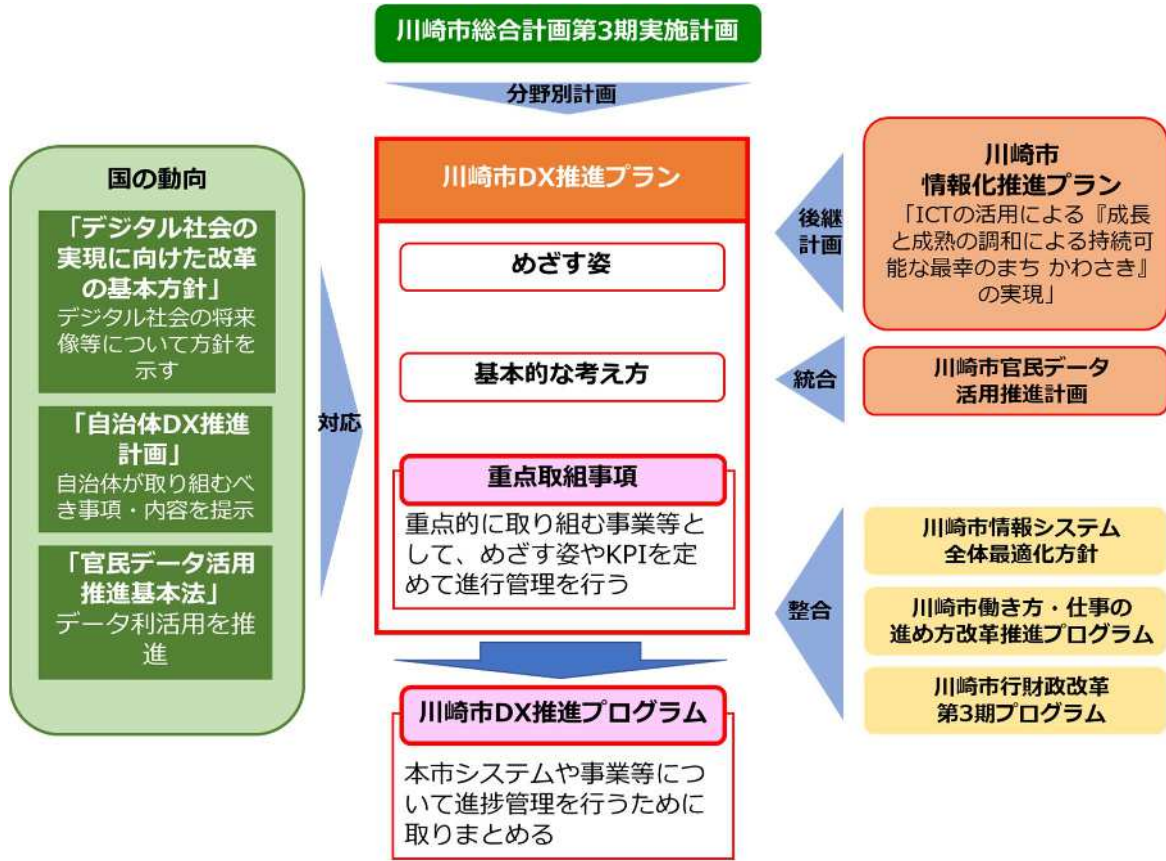 川崎市総合計画第3期実施計画
分野別計画
国の動向
「デジタル社会の
実現に向けた改革
の基本方針」
デジタル社会の将来
像等について方針を
示す
「自治体DX推進
計画」
自治体が取り組むべ
き事項・内容を提示
「官民データ活用
推進基本法」
データ利活用を推
進
対応
川崎市DX推進プラン
めざす姿
基本的な考え方
重点取組事項
重点的に取り組む事業等と
して、めざす姿やKPIを定
めて進行管理を行う
川崎市DX推進プログラム
本市システムや事業等につ
いて進捗管理を行うために
取りまとめる
後継
計画
川崎市
情報化推進プラン
「ICTの活用による『成長
と成熟の調和による持続可
能な最幸のまち かわさき』
の実現」
統合
川崎市官民データ
活用推進計画
整合
川崎市情報システム
全体最適化方針
川崎市働き方・仕事の
進め方改革推進プログラム
川崎市行財政改革
第3期プログラム